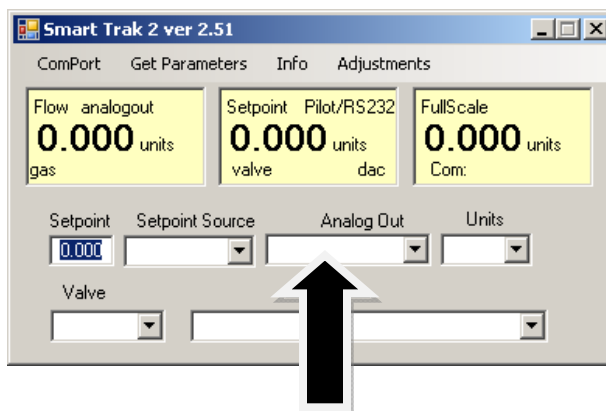 Smart Trak 2 ver 2.51
ComPort Get Parameters Info Adjustments
Flow analogout Setpoint Pilot/RS232 FullScale
0.000 units 0.000 units 0.000 units
gas valve dac Com:
Setpoint Setpoint Source Analog Out Units
0.000
Valve